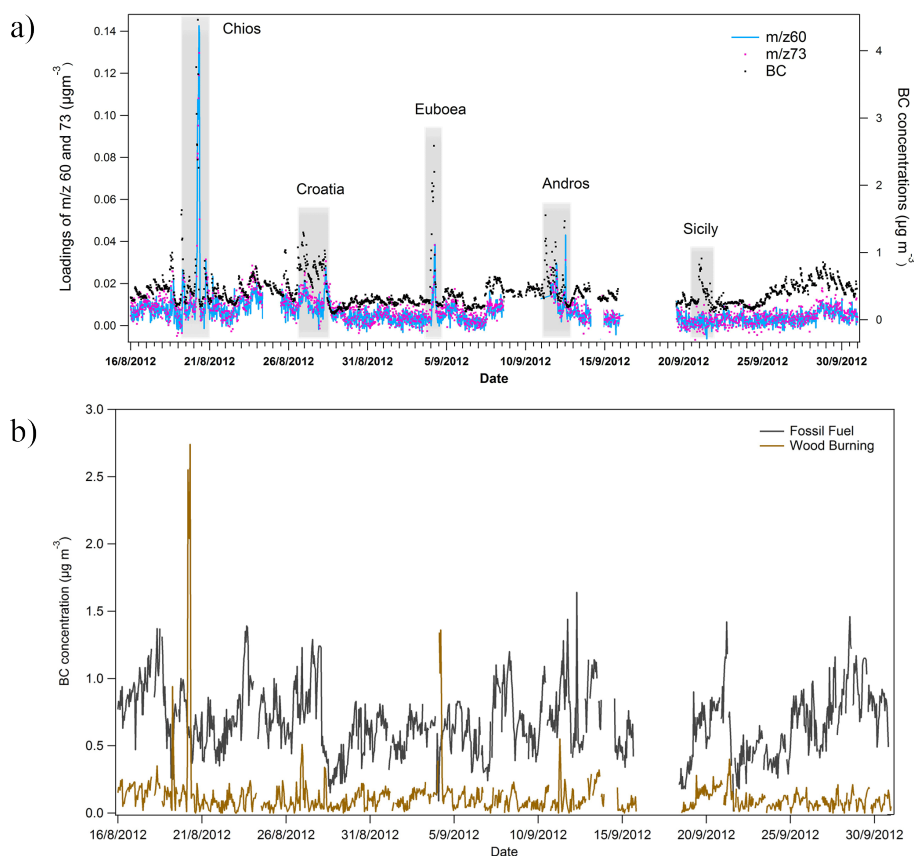 a)
Chios
Croatia
Euboea
Andros
Sicily
m/z60
m/z73
BC
Loadings of m/z 60 and 73 (µgm⁻³)
0.14
0.12
0.10
0.08
0.06
0.04
0.02
0.00
BC concentrations (µg m⁻³)
4
3
2
1
0
16/8/2012 21/8/2012 26/8/2012 31/8/2012 5/9/2012 10/9/2012 15/9/2012 20/9/2012 25/9/2012 30/9/2012
Date
b)
Fossil Fuel
Wood Burning
BC concentration (µg m⁻³)
3.0
2.5
2.0
1.5
1.0
0.5
0.0
16/8/2012 21/8/2012 26/8/2012 31/8/2012 5/9/2012 10/9/2012 15/9/2012 20/9/2012 25/9/2012 30/9/2012
Date